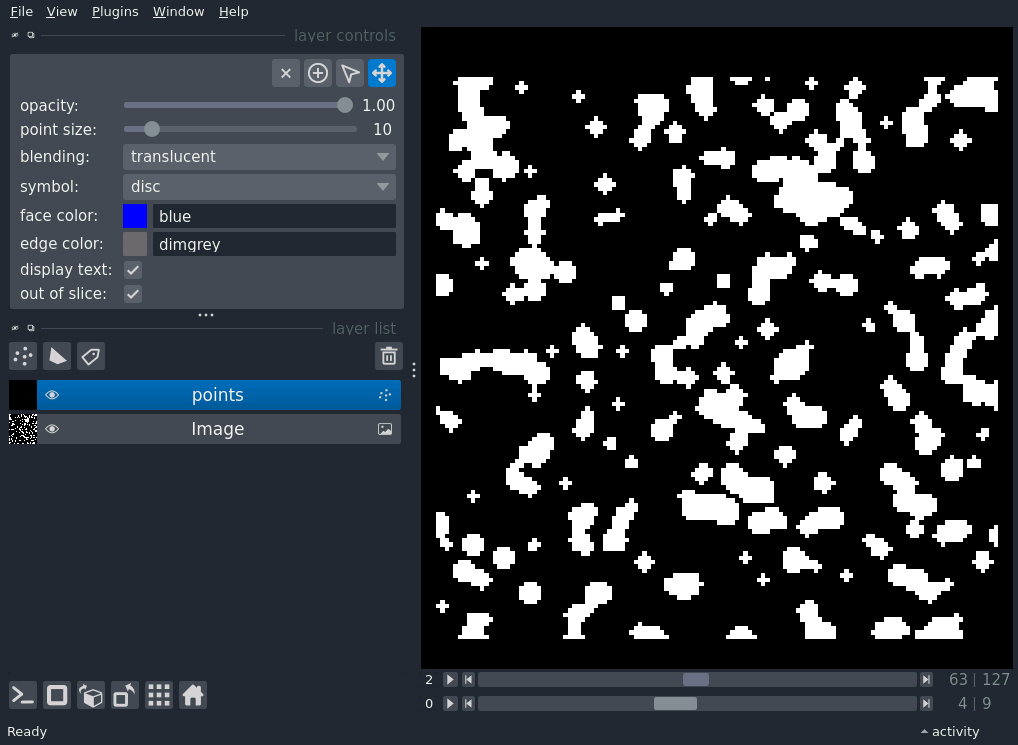 File View Plugins Window Help
layer controls
opacity: 1.00
point size: 10
blending: translucent
symbol: disc
face color: blue
edge color: dimgrey
display text:
out of slice:
layer list
points
Image
2 63 | 127
0 4 | 9
Ready activity